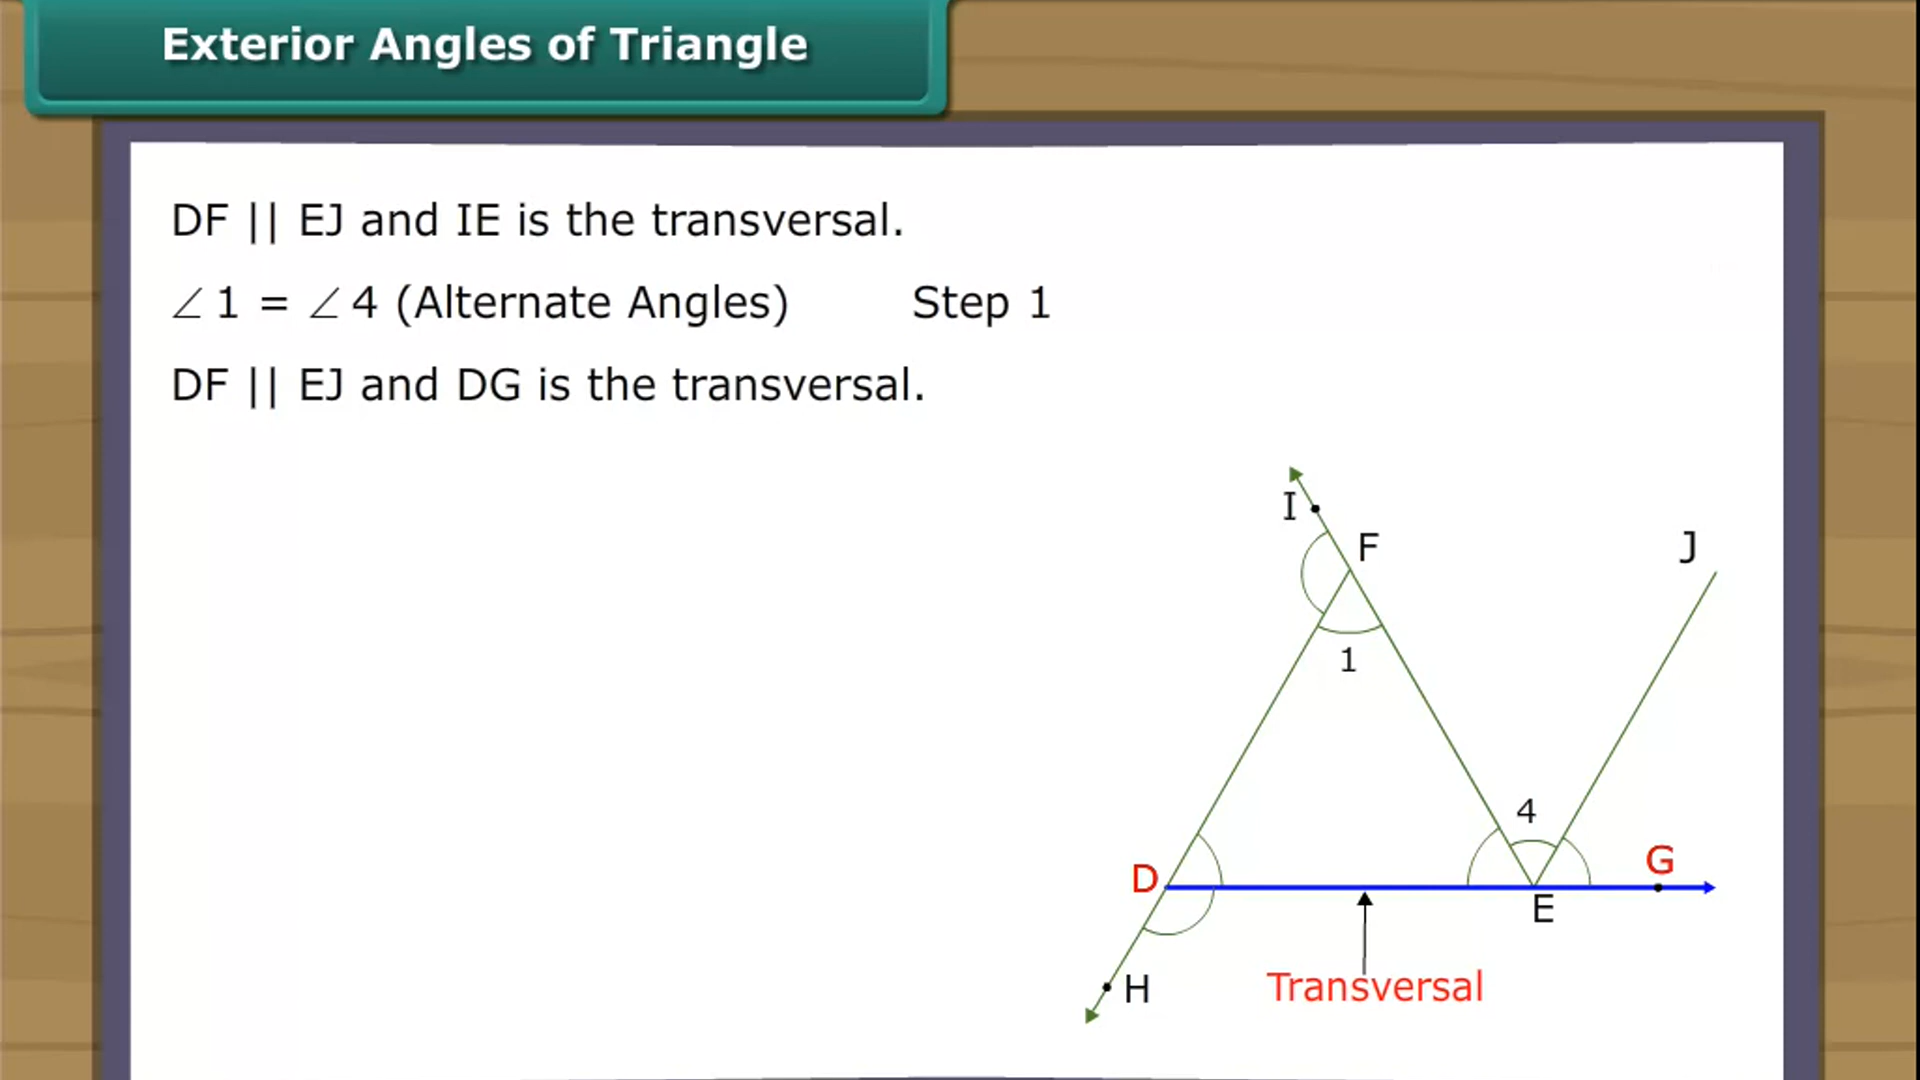 Exterior Angles of Triangle
DF || EJ and IE is the transversal.
∠1 = ∠4 (Alternate Angles) Step 1
DF || EJ and DG is the transversal.
I
F
J
1
4
D
G
E
H
Transversal